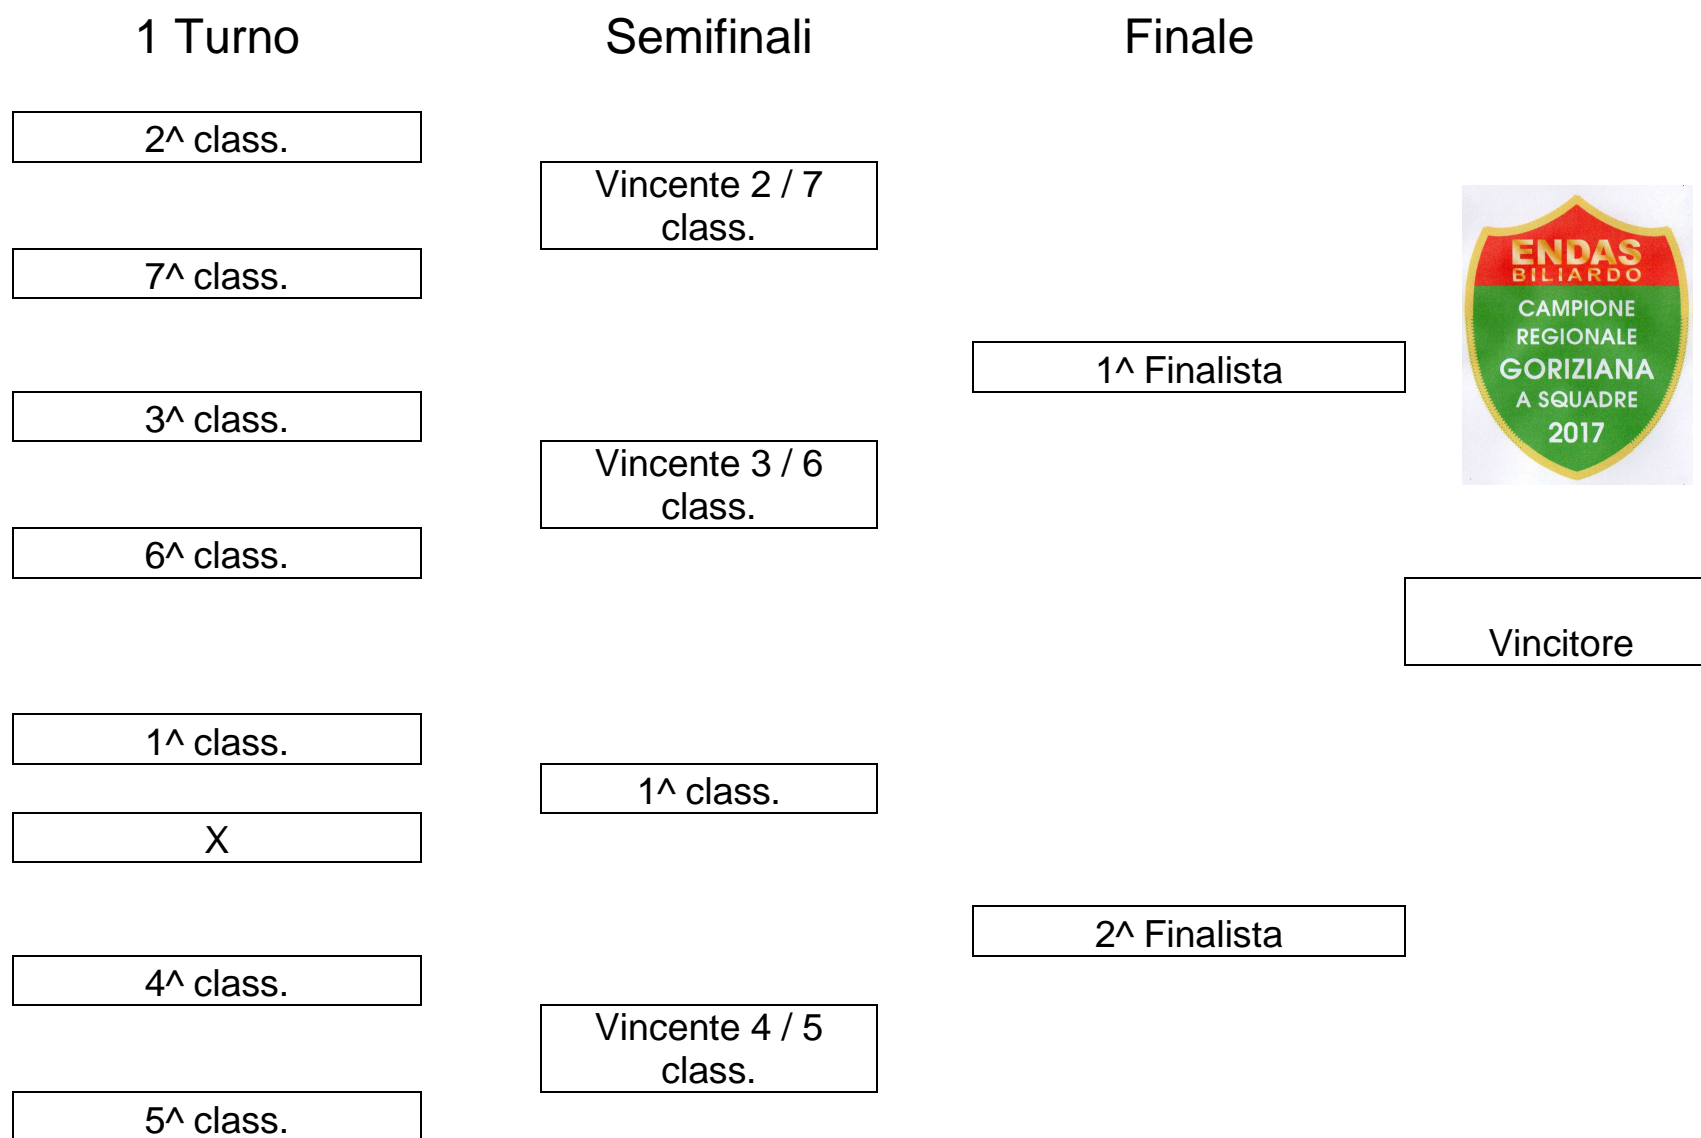 1 Turno
Semifinali
Finale
2^ class.
Vincente 2 / 7
class.
7^ class.
3^ class.
Vincente 3 / 6
class.
6^ class.
1^ Finalista
ENDAS
BILIARDO
CAMPIONE
REGIONALE
GORIZIANA
A SQUADRE
2017
Vincitore
1^ class.
1^ class.
X
2^ Finalista
4^ class.
Vincente 4 / 5
class.
5^ class.